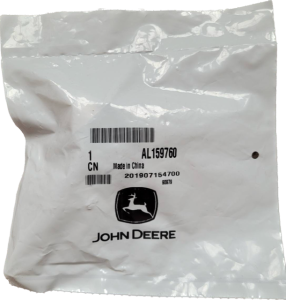 1 AL159760
CN Made in China
201907154700
JOHN DEERE